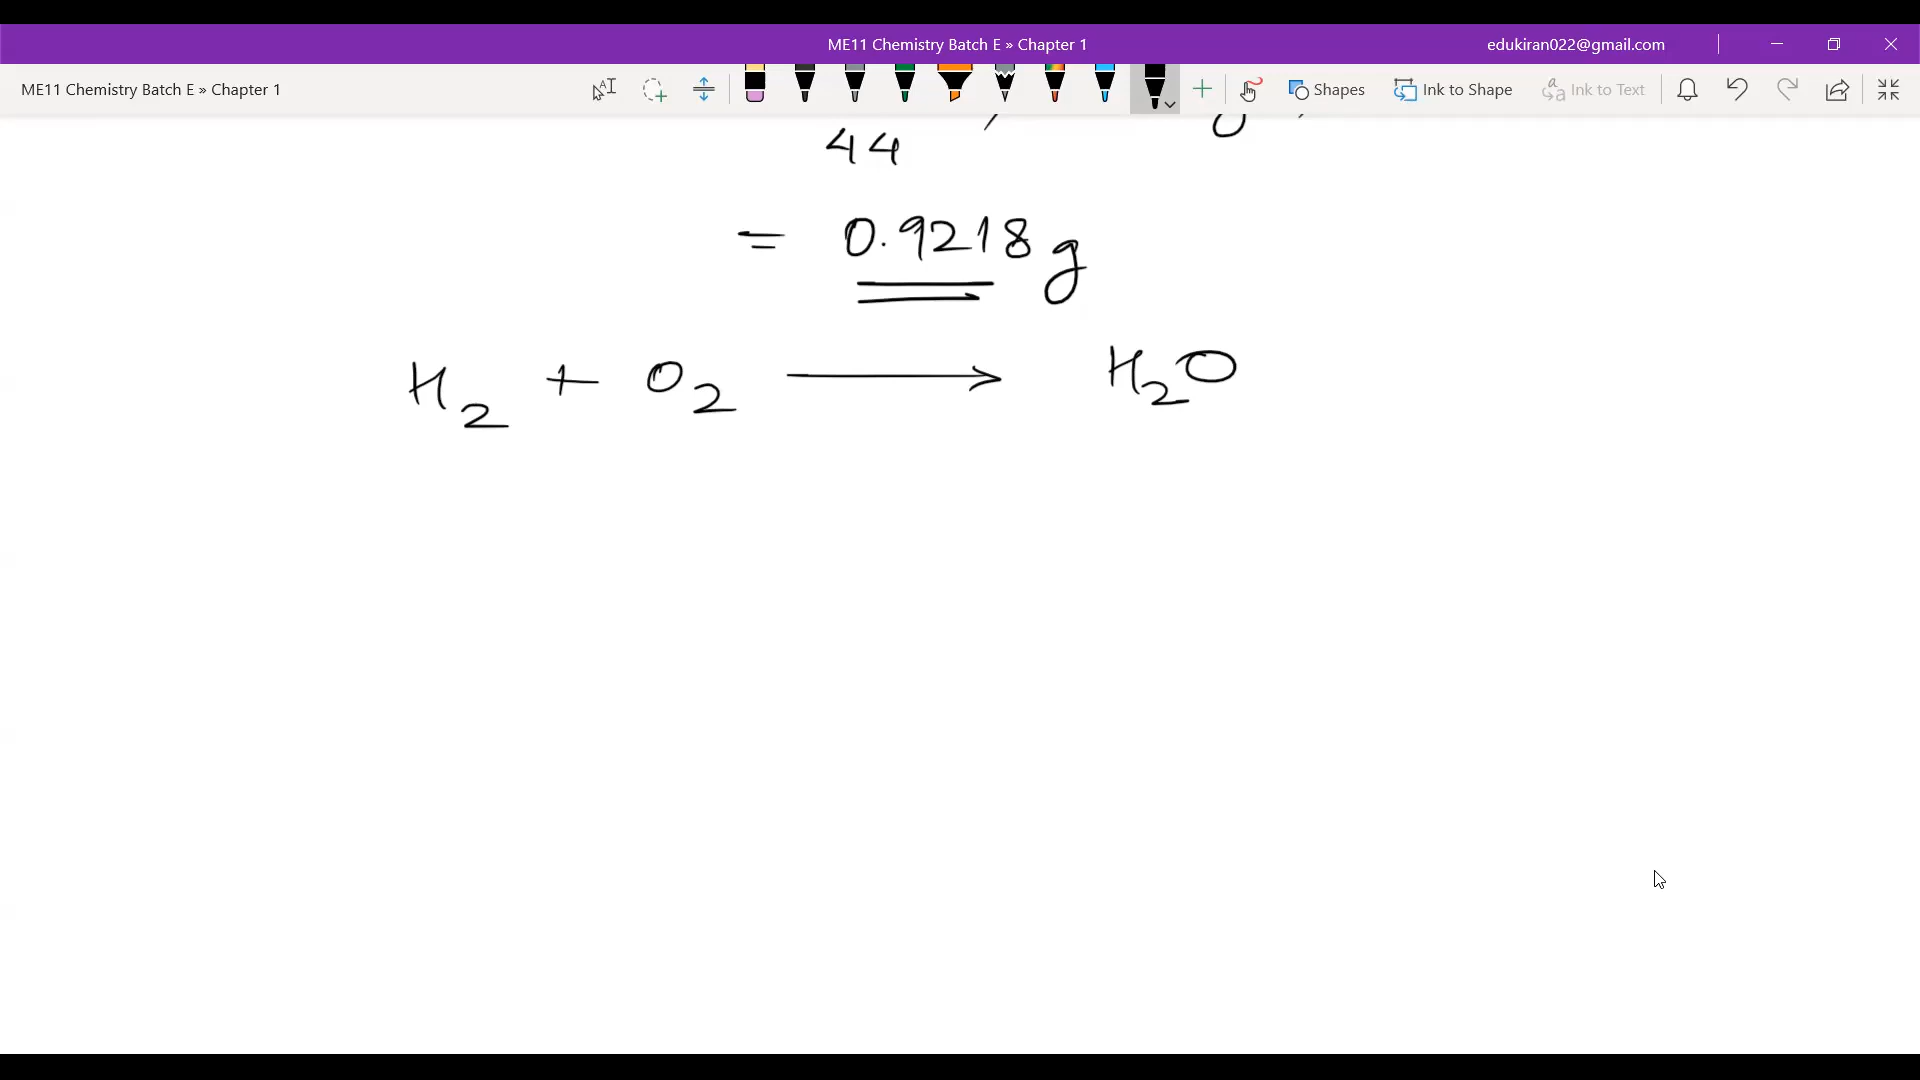 ME11 Chemistry Batch E » Chapter 1
edukiran022@gmail.com
ME11 Chemistry Batch E » Chapter 1
Shapes
Ink to Shape
Ink to Text
44
= 0.9218 g
H₂ + O₂ ⟶ H₂O